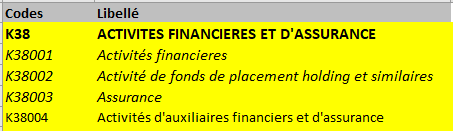 Codes Libellé
K38 ACTIVITES FINANCIERES ET D'ASSURANCE
K38001 Activités financieres
K38002 Activité de fonds de placement holding et similaires
K38003 Assurance
K38004 Activités d'auxiliaires financiers et d'assurance